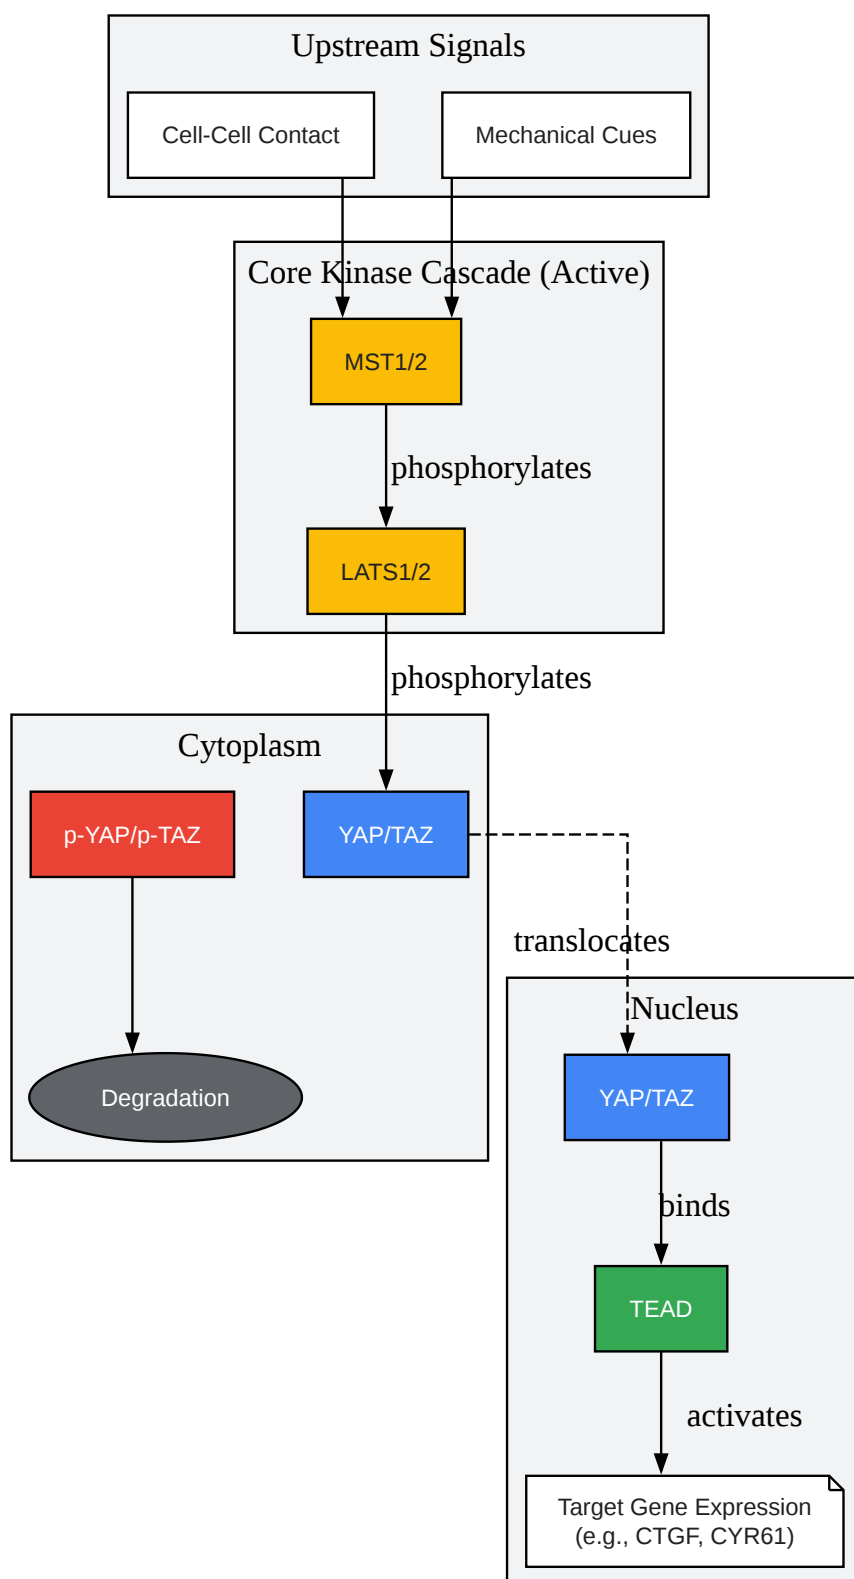 Upstream Signals
Cell-Cell Contact
Mechanical Cues
Core Kinase Cascade (Active)
MST1/2
phosphorylates
LATS1/2
phosphorylates
Cytoplasm
p-YAP/p-TAZ
YAP/TAZ
translocates
Nucleus
Degradation
YAP/TAZ
binds
TEAD
activates
Target Gene Expression
(e.g., CTGF, CYR61)